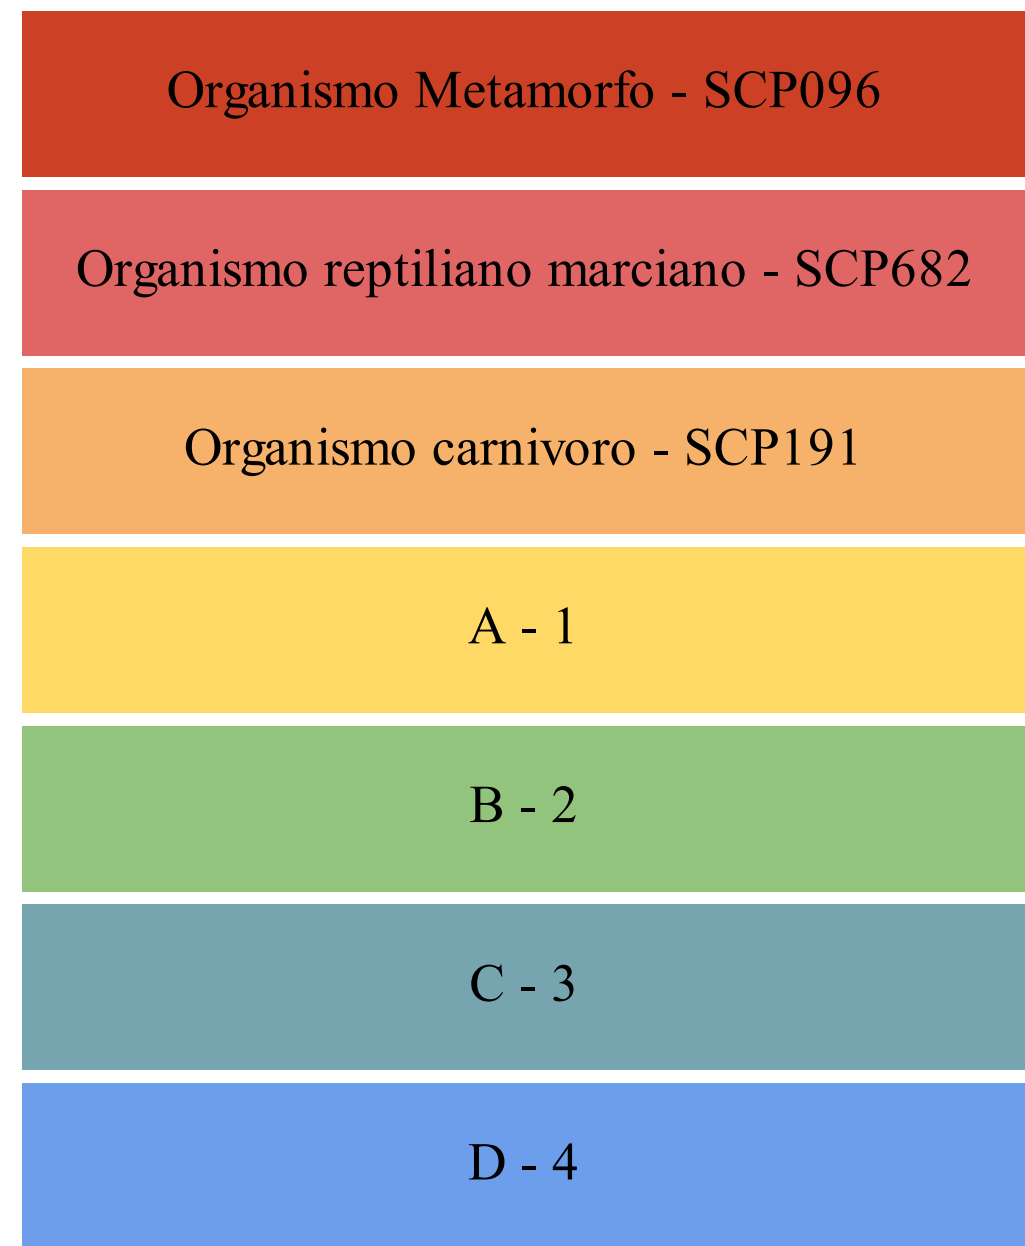 Organismo Metamorfo - SCP096
Organismo reptiliano marciano - SCP682
Organismo carnivoro - SCP191
A - 1
B - 2
C - 3
D - 4